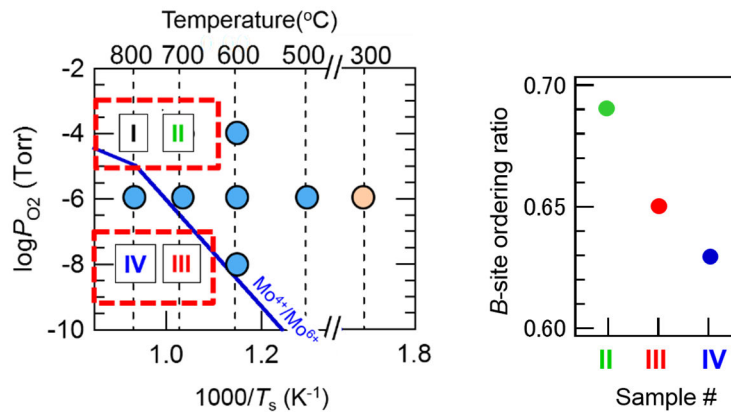 Temperature(°C)
800 700 600 500 300
-2
-4
-6
-8
-10
logP_O2 (Torr)
I II
IV III
Mo⁴⁺/Mo⁶⁺
1.0 1.2 1.8
1000/T_s (K⁻¹)
0.70
0.65
0.60
B-site ordering ratio
II III IV
Sample #